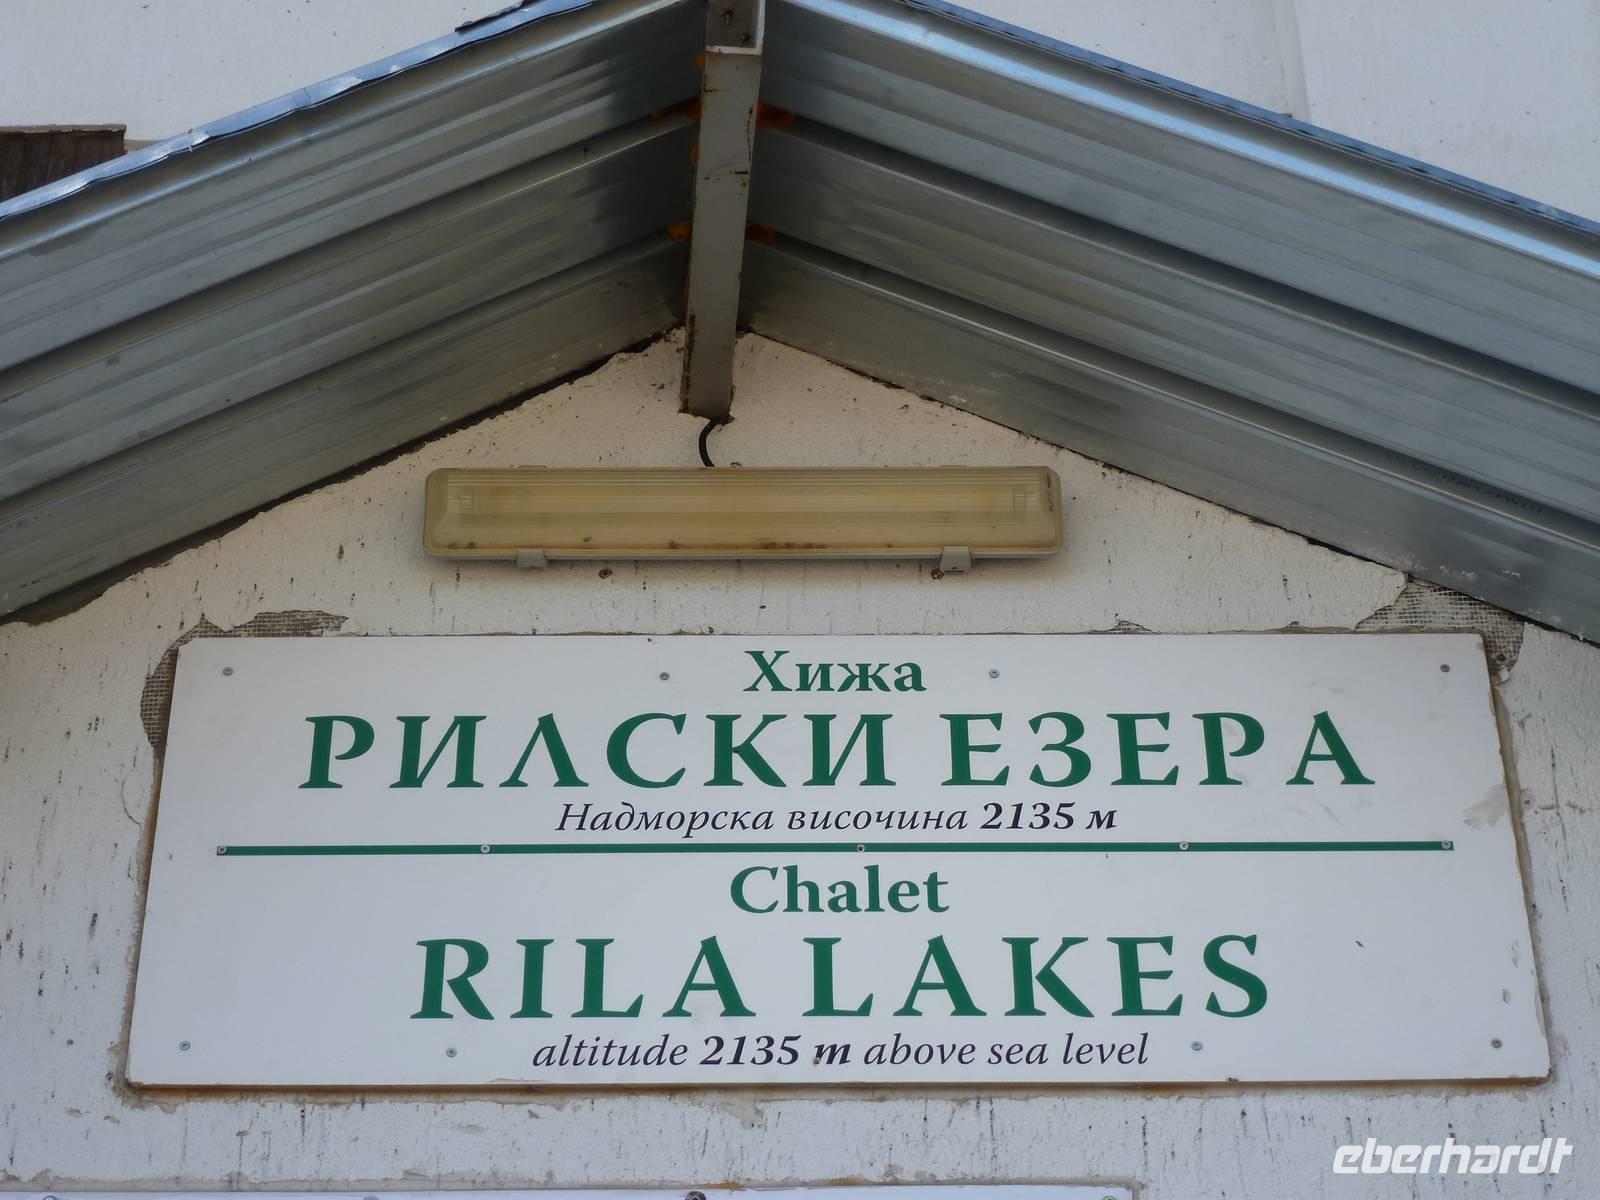 Хижа
РИЛСКИ ЕЗЕРА
Надморска височина 2135 м
Chalet
RILA LAKES
altitude 2135 m above sea level
eberhardt